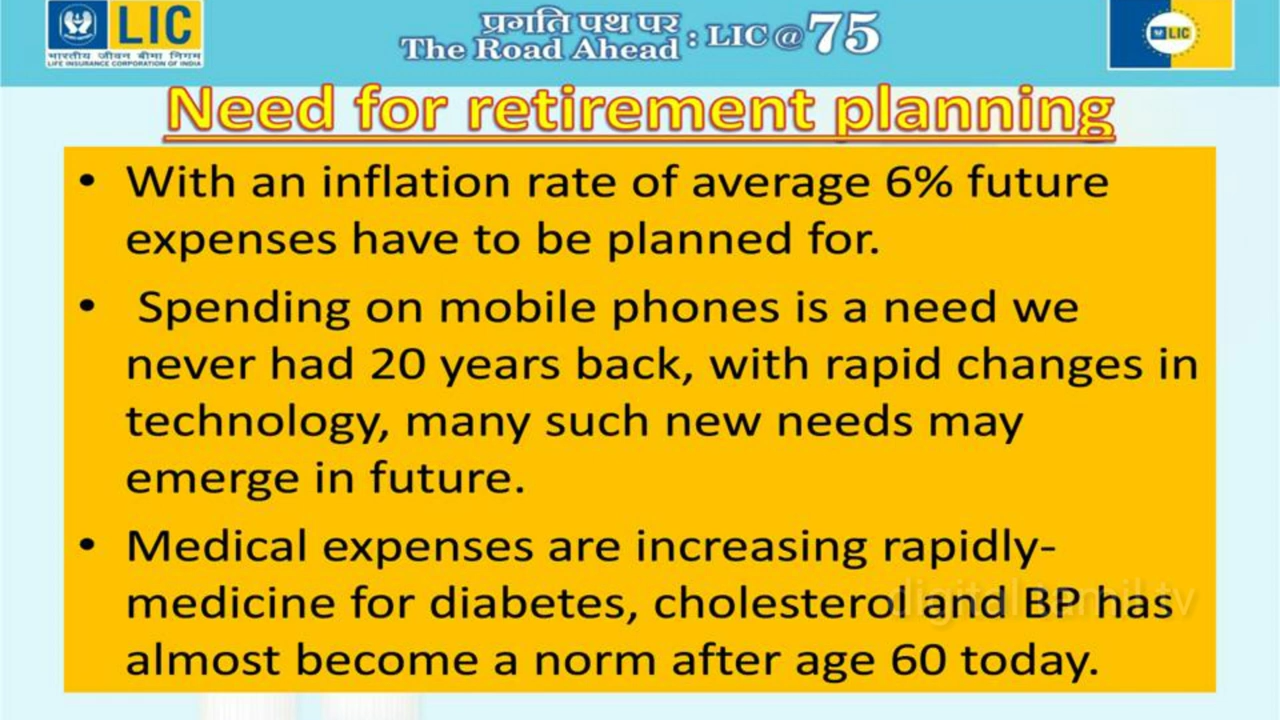 LIC
भारतीय जीवन बीमा निगम
LIFE INSURANCE CORPORATION OF INDIA
प्रगति पथ पर
The Road Ahead : LIC@75
LIC
Need for retirement planning
• With an inflation rate of average 6% future
expenses have to be planned for.
• Spending on mobile phones is a need we
never had 20 years back, with rapid changes in
technology, many such new needs may
emerge in future.
• Medical expenses are increasing rapidly-
medicine for diabetes, cholesterol and BP has
almost become a norm after age 60 today.
digital tamil tv